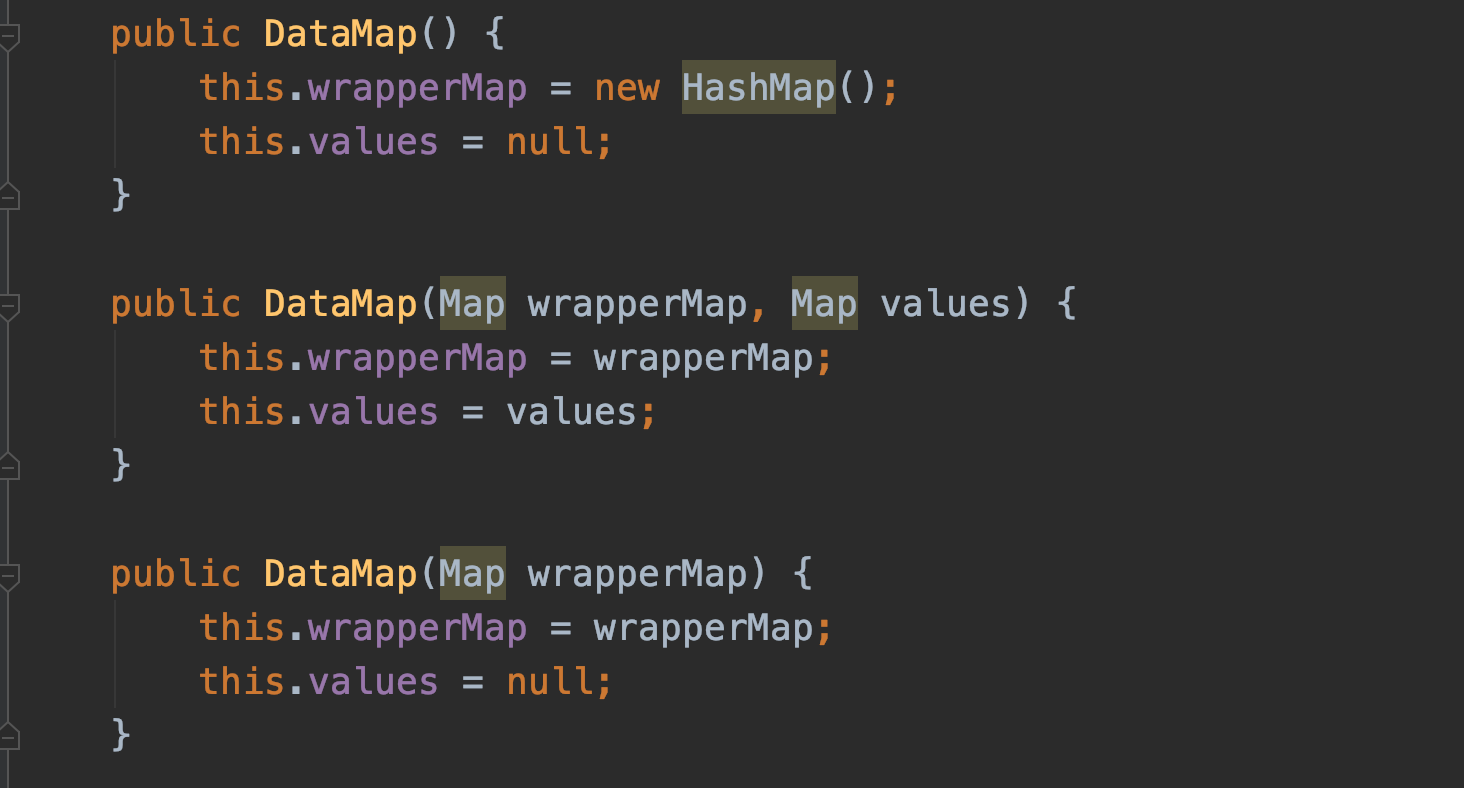 public DataMap() {
this.wrapperMap = new HashMap();
this.values = null;
}
public DataMap(Map wrapperMap, Map values) {
this.wrapperMap = wrapperMap;
this.values = values;
}
public DataMap(Map wrapperMap) {
this.wrapperMap = wrapperMap;
this.values = null;
}